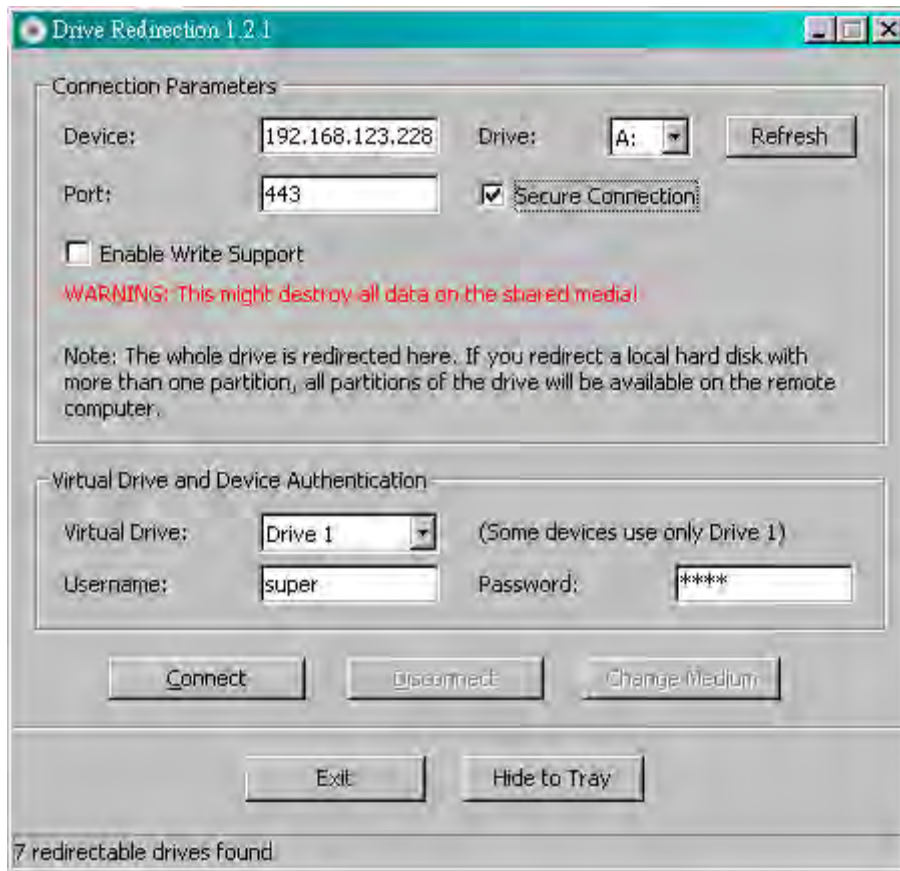 Drive Redirection 1.2.1
Connection Parameters
Device: 192.168.123.228 Drive: A: Refresh
Port: 443 Secure Connection
Enable Write Support
WARNING: This might destroy all data on the shared media!
Note: The whole drive is redirected here. If you redirect a local hard disk with
more than one partition, all partitions of the drive will be available on the remote
computer.
Virtual Drive and Device Authentication
Virtual Drive: Drive 1 (Some devices use only Drive 1)
Username: super Password: ****
Connect Disconnect Change Medium
Exit Hide to Tray
7 redirectable drives found